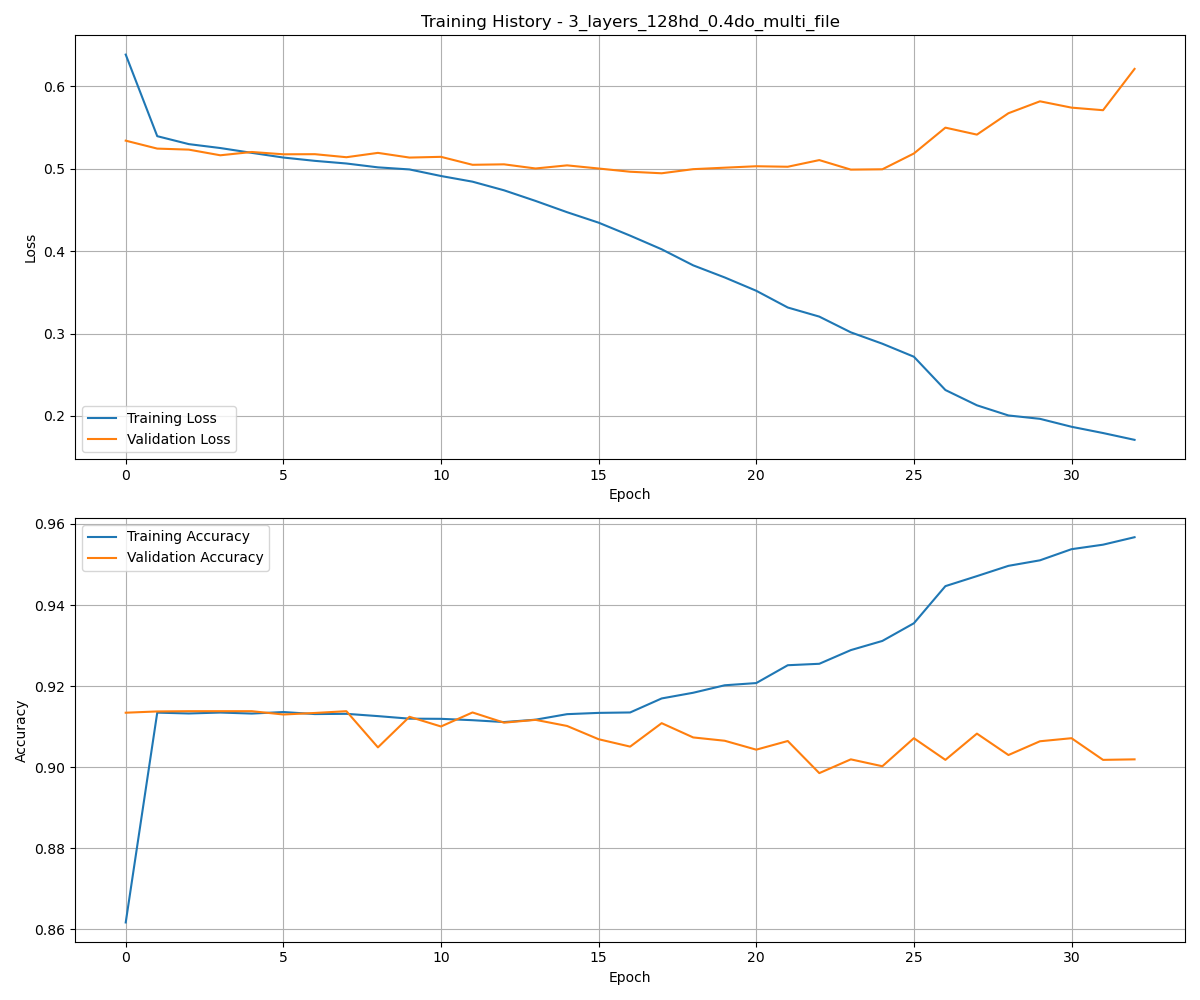 Training History - 3_layers_128hd_0.4do_multi_file
0.6
0.5
0.4
0.3
0.2
Loss
Training Loss
Validation Loss
0 5 10 15 20 25 30
Epoch
0.96
0.94
0.92
0.90
0.88
0.86
Accuracy
Training Accuracy
Validation Accuracy
0 5 10 15 20 25 30
Epoch